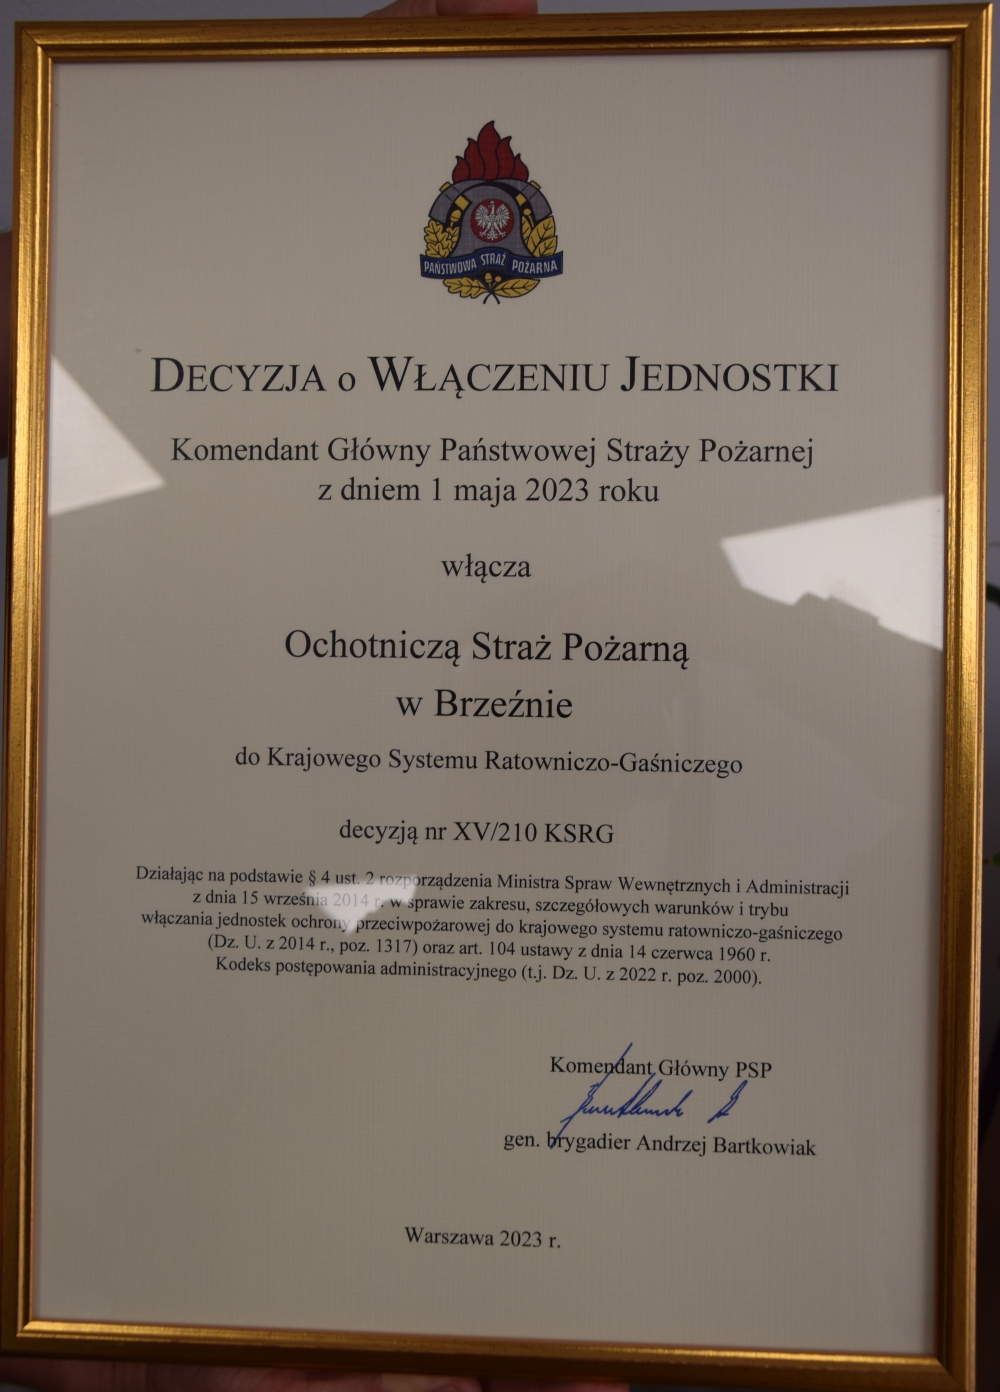 PAŃSTWOWA STRAŻ POŻARNA
DECYZJA O WŁĄCZENIU JEDNOSTKI
Komendant Główny Państwowej Straży Pożarnej
z dniem 1 maja 2023 roku
włącza
Ochotniczą Straż Pożarną
w Brzeźnie
do Krajowego Systemu Ratowniczo-Gaśniczego
decyzją nr XV/210 KSRG
Działając na podstawie § 4 ust. 2 rozporządzenia Ministra Spraw Wewnętrznych i Administracji
z dnia 15 września 2014 r. w sprawie zakresu, szczegółowych warunków i trybu
włączania jednostek ochrony przeciwpożarowej do krajowego systemu ratowniczo-gaśniczego
(Dz. U. z 2014 r., poz. 1317) oraz art. 104 ustawy z dnia 14 czerwca 1960 r.
Kodeks postępowania administracyjnego (t.j. Dz. U. z 2022 r. poz. 2000).
Komendant Główny PSP
gen. brygadier Andrzej Bartkowiak
Warszawa 2023 r.